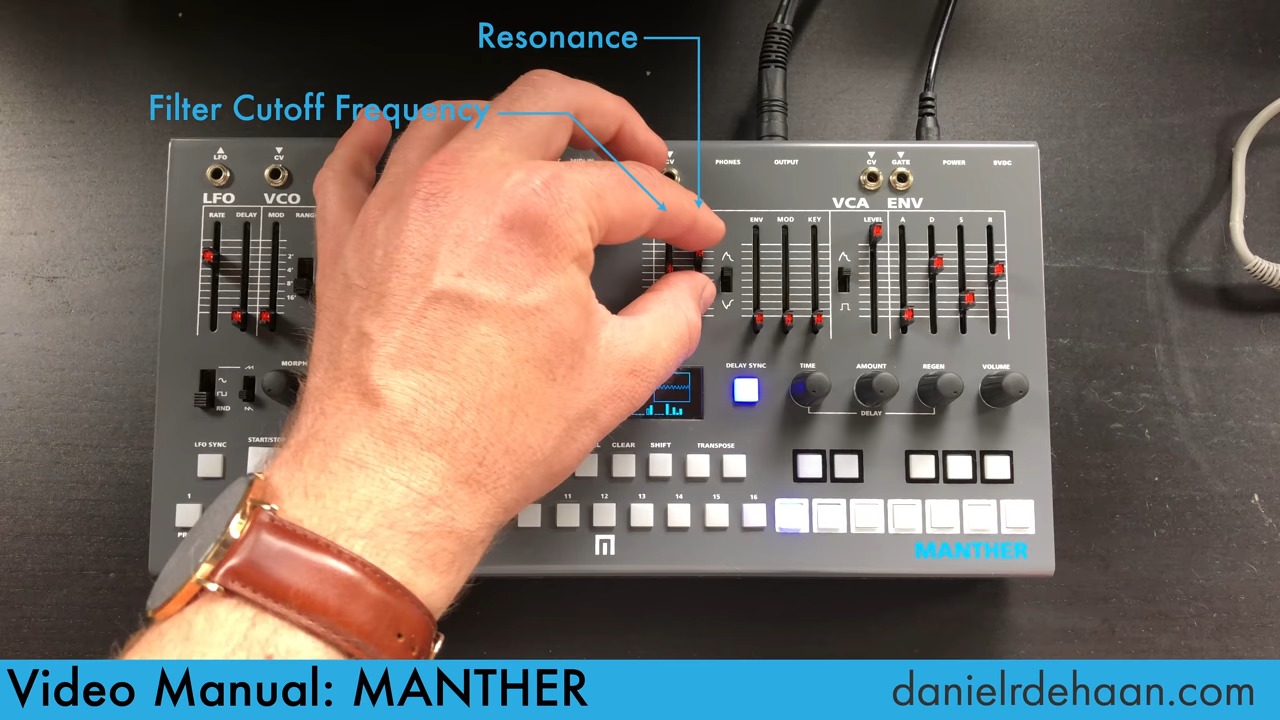 Resonance
Filter Cutoff Frequency
LFO CV CV PHONES OUTPUT CV GATE POWER 9VDC
LFO VCO VCA ENV
RATE DELAY MOD ENV MOD KEY LEVEL A D S R
2'
4'
8'
16'
MORPH DELAY SYNC TIME AMOUNT REGEN VOLUME
RND DELAY
LFO SYNC CLEAR SHIFT TRANSPOSE
1 11 12 13 14 15 16
MANTHER
Video Manual: MANTHER danielrdehaan.com